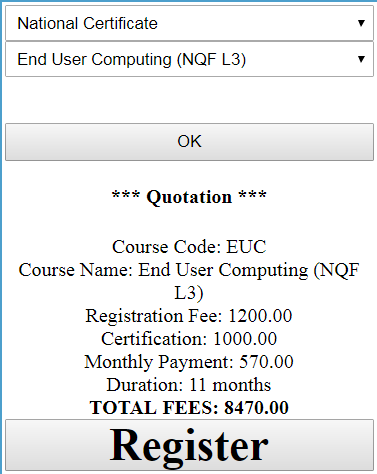 National Certificate
End User Computing (NQF L3)
OK
*** Quotation ***
Course Code: EUC
Course Name: End User Computing (NQF
L3)
Registration Fee: 1200.00
Certification: 1000.00
Monthly Payment: 570.00
Duration: 11 months
TOTAL FEES: 8470.00
Register